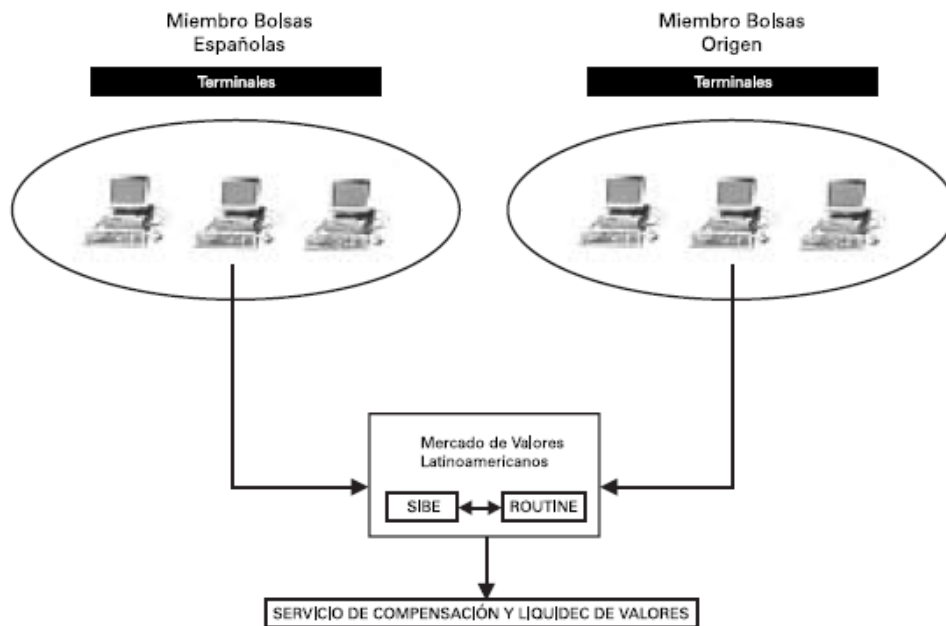 Miembro Bolsas
Españolas
Terminales
Miembro Bolsas
Origen
Terminales
Mercado de Valores
Latinoamericanos
SIBE
ROUTINE
SERVICIO DE COMPENSACIÓN Y LIQUIDEC DE VALORES